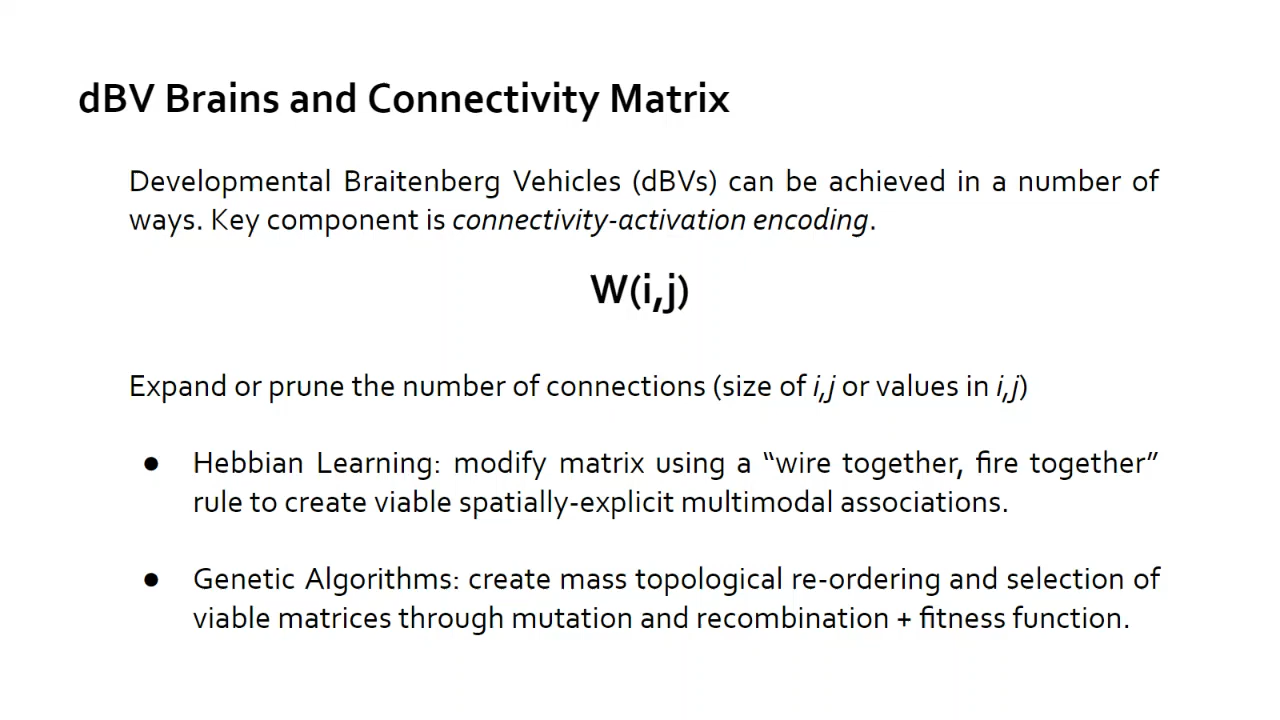 dBV Brains and Connectivity Matrix
Developmental Braitenberg Vehicles (dBVs) can be achieved in a number of
ways. Key component is connectivity-activation encoding.
W(i,j)
Expand or prune the number of connections (size of i,j or values in i,j)
● Hebbian Learning: modify matrix using a “wire together, fire together”
rule to create viable spatially-explicit multimodal associations.
● Genetic Algorithms: create mass topological re-ordering and selection of
viable matrices through mutation and recombination + fitness function.